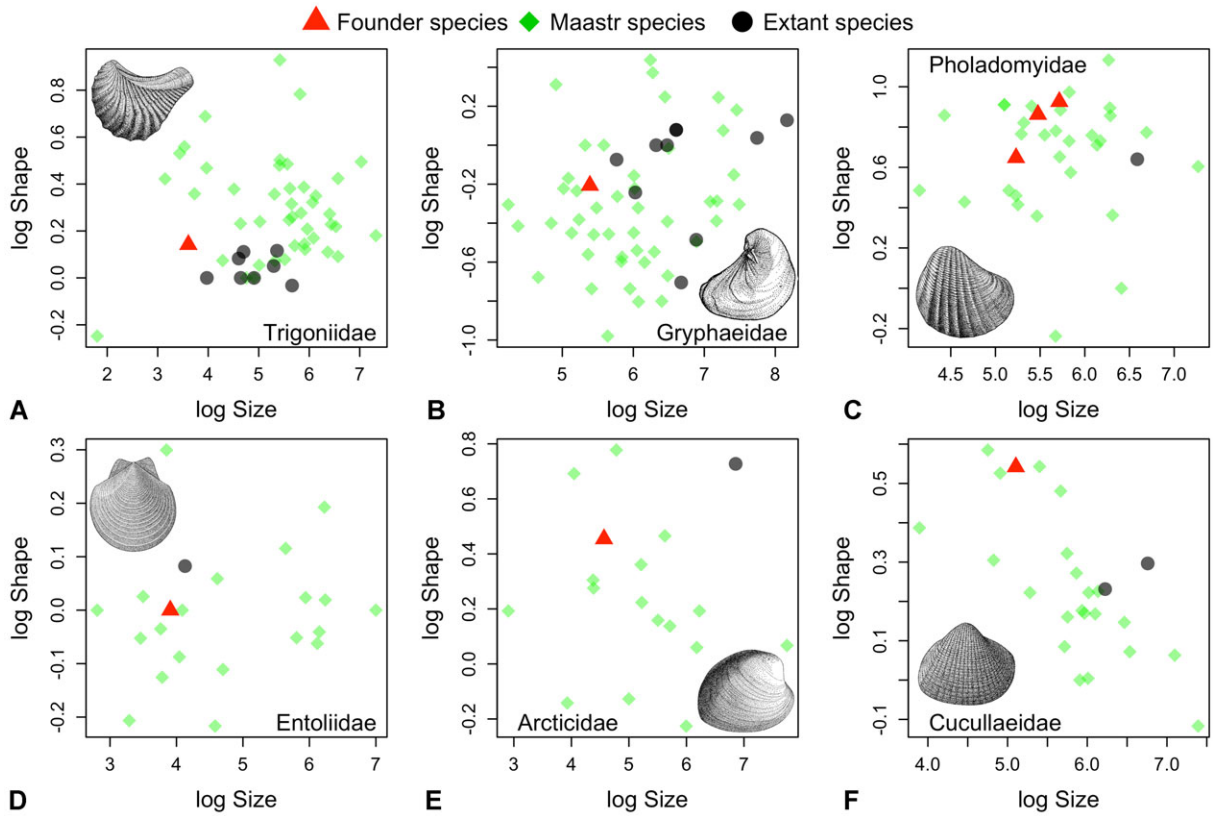 Founder species Maastr species Extant species
log Shape
0.8
0.6
0.4
0.2
0.0
-0.2
Trigoniidae
2 3 4 5 6 7
A log Size
log Shape
0.2
-0.2
-0.6
-1.0
Gryphaeidae
5 6 7 8
B log Size
log Shape
1.0
0.6
0.2
-0.2
Pholadomyidae
4.5 5.0 5.5 6.0 6.5 7.0
C log Size
log Shape
0.3
0.2
0.1
0.0
-0.1
-0.2
Entoliidae
3 4 5 6 7
D log Size
log Shape
0.8
0.6
0.4
0.2
0.0
-0.2
Arcticidae
3 4 5 6 7
E log Size
log Shape
0.5
0.3
0.1
-0.1
Cucullaeidae
4.0 5.0 6.0 7.0
F log Size